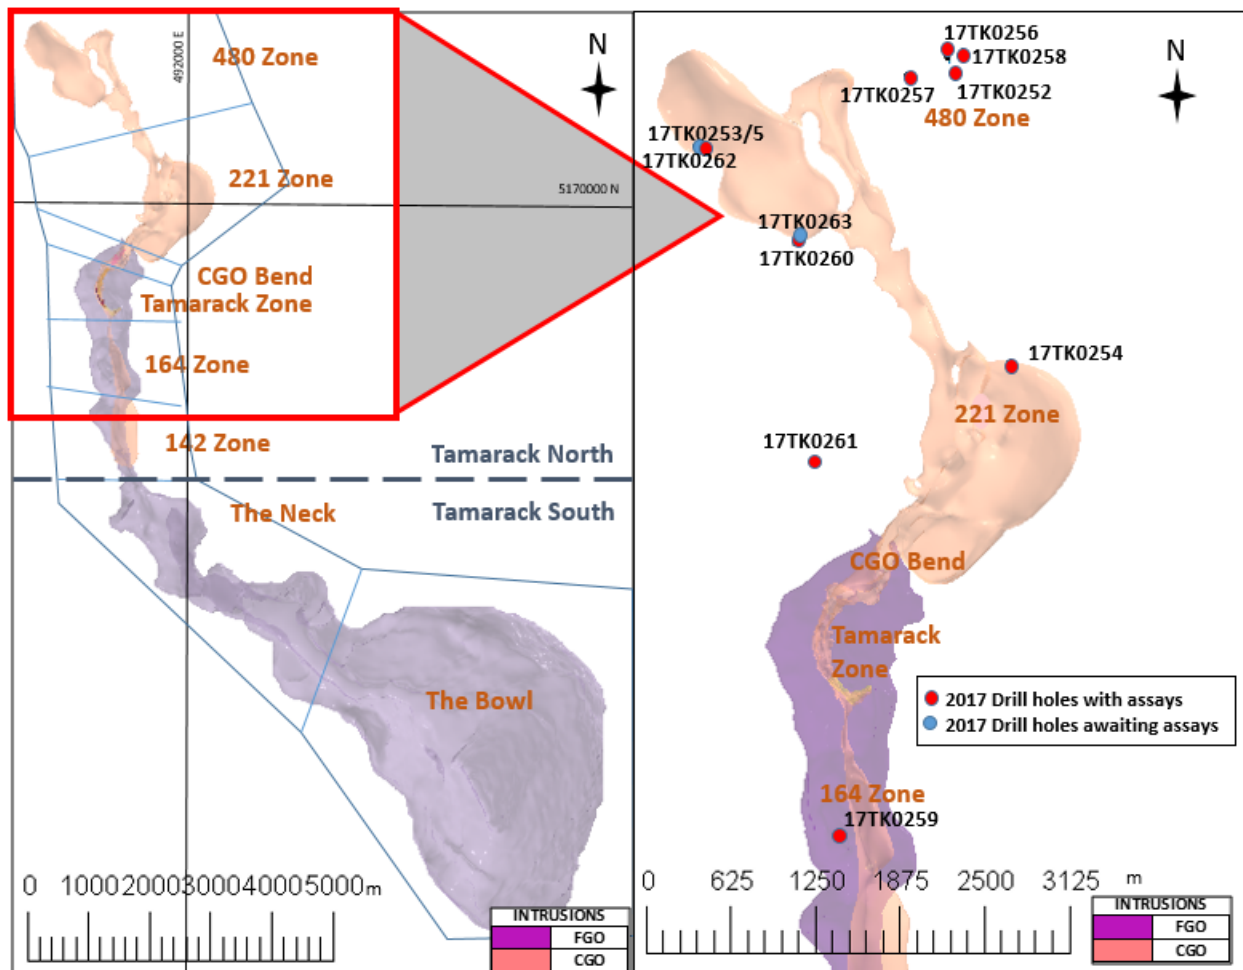 480 Zone
492000 E
N
221 Zone
5170000 N
CGO Bend
Tamarack Zone
164 Zone
142 Zone
Tamarack North
The Neck
Tamarack South
The Bowl
0 1000 2000 3000 4000 5000 m
INTRUSIONS
FGO
CGO
17TK0256
17TK0258
17TK0257
17TK0252
480 Zone
N
17TK0253/5
17TK0262
17TK0263
17TK0260
17TK0254
221 Zone
17TK0261
CGO Bend
Tamarack
Zone
2017 Drill holes with assays
2017 Drill holes awaiting assays
164 Zone
17TK0259
0 625 1250 1875 2500 3125 m
INTRUSIONS
FGO
CGO